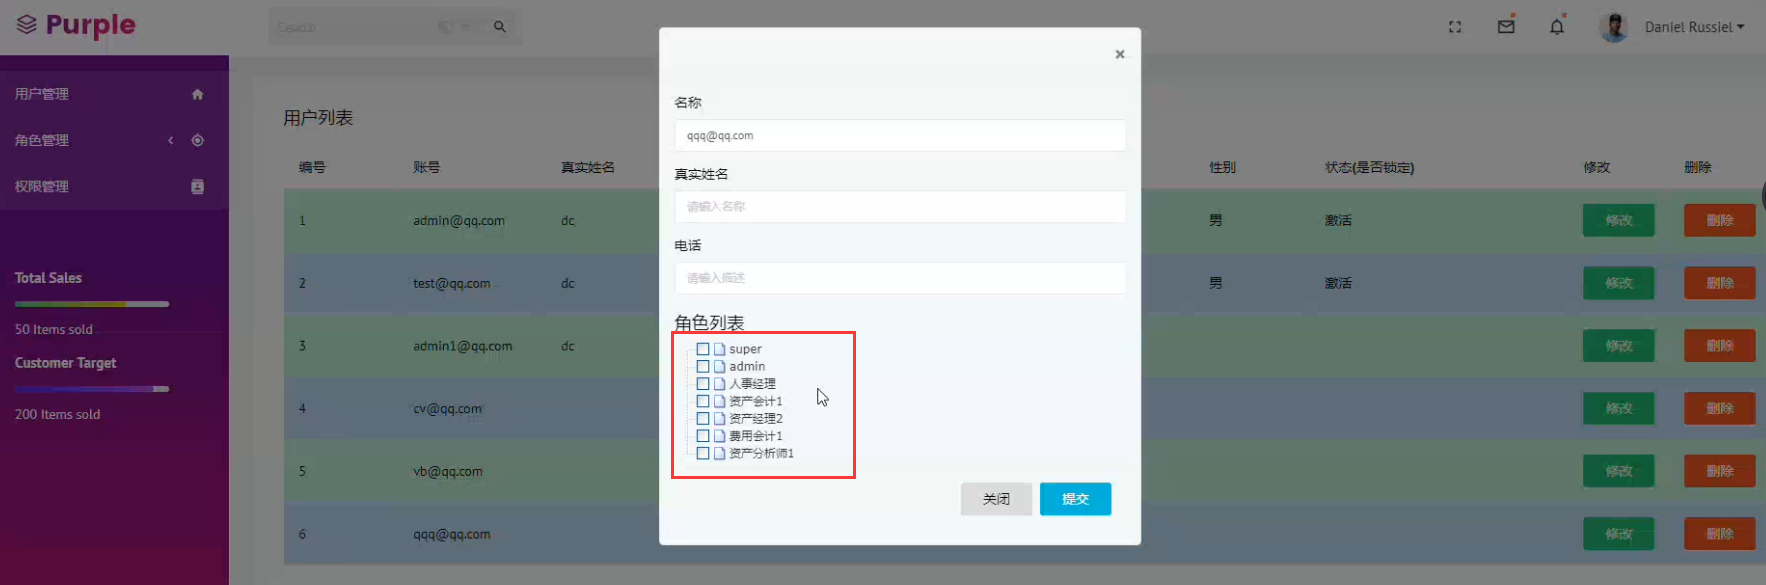 Purple
Search
Daniel Russiel
用户管理
角色管理
权限管理
Total Sales
50 Items sold
Customer Target
200 Items sold
用户列表
编号 账号 真实姓名 性别 状态(是否锁定) 修改 删除
1 admin@qq.com dc 男 激活 修改 删除
2 test@qq.com dc 男 激活 修改 删除
3 admin1@qq.com dc 修改 删除
4 cv@qq.com 修改 删除
5 vb@qq.com 修改 删除
6 qqq@qq.com 修改 删除
×
名称
qqq@qq.com
真实姓名
请输入名称
电话
请输入描述
角色列表
super
admin
人事经理
资产会计1
资产经理2
费用会计1
资产分析师1
关闭 提交